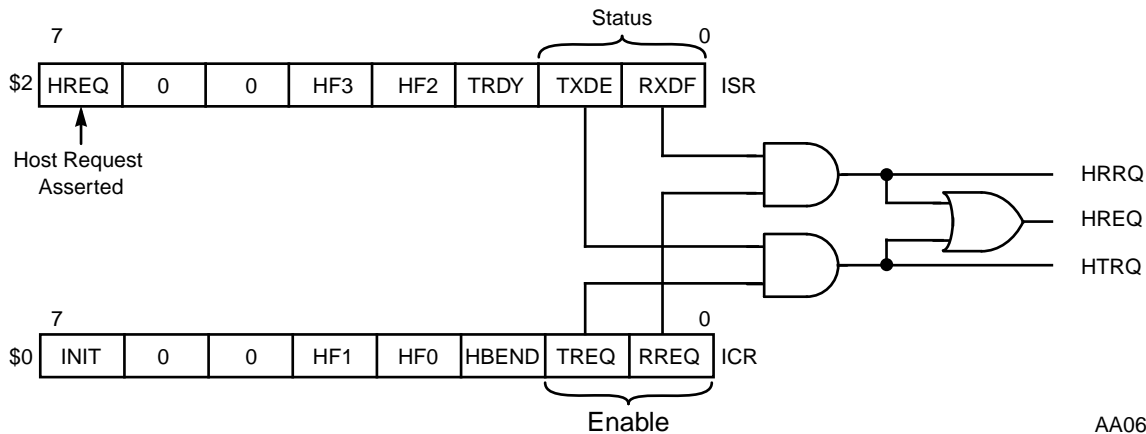 Status
7 0
$2 HREQ 0 0 HF3 HF2 TRDY TXDE RXDF ISR
Host Request
Asserted
HRRQ
HREQ
HTRQ
7 0
$0 INIT 0 0 HF1 HF0 HBEND TREQ RREQ ICR
Enable
AA06